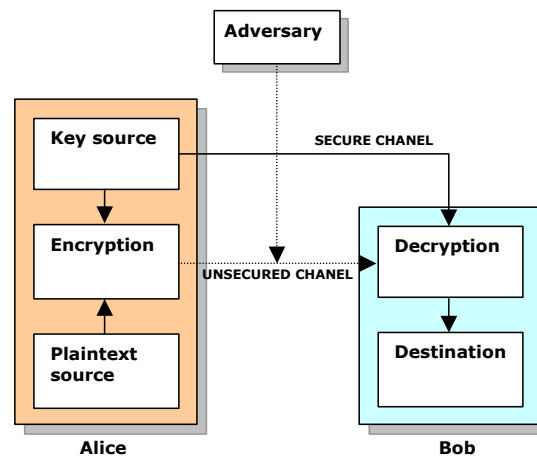 Adversary
Key source
SECURE CHANEL
Encryption
UNSECURED CHANEL
Decryption
Plaintext
source
Destination
Alice
Bob